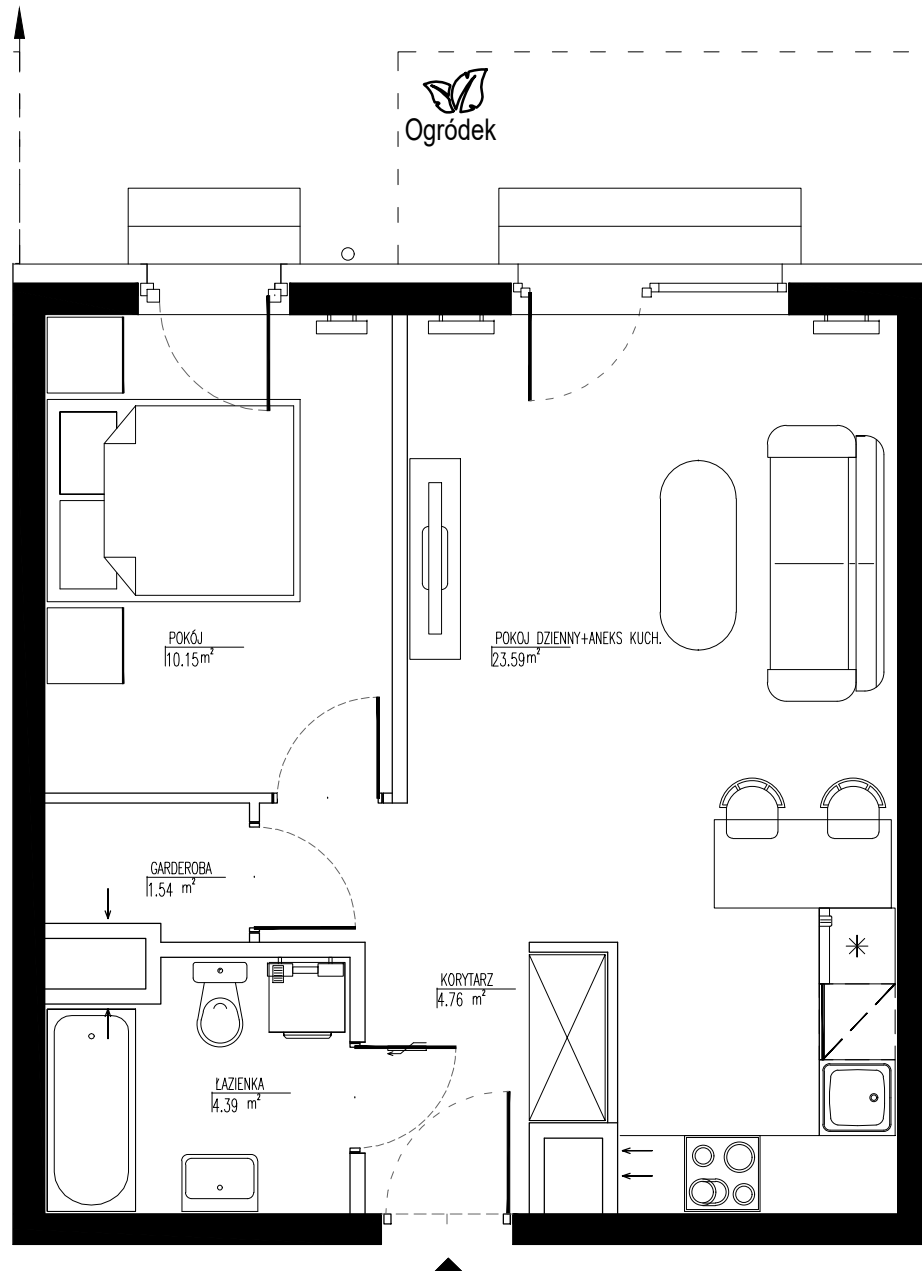 Ogródek
POKÓJ
10.15m²
POKOJ DZIENNY+ANEKS KUCH.
23.59m²
GARDEROBA
1.54 m²
KORYTARZ
4.76 m²
ŁAZIENKA
4.39 m²